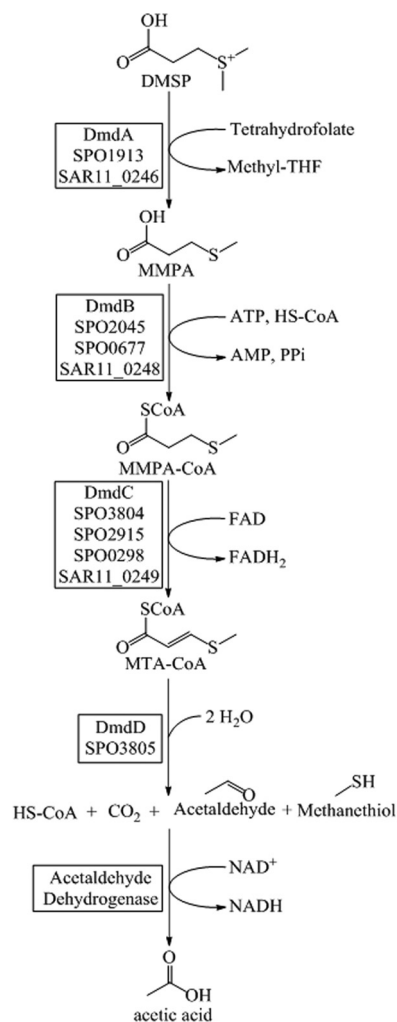 OH
O
S+
DMSP
DmdA
SPO1913
SAR11_0246
Tetrahydrofolate
Methyl-THF
OH
O
S
MMPA
DmdB
SPO2045
SPO0677
SAR11_0248
ATP, HS-CoA
AMP, PPi
SCoA
O
S
MMPA-CoA
DmdC
SPO3804
SPO2915
SPO0298
SAR11_0249
FAD
FADH2
SCoA
O
S
MTA-CoA
DmdD
SPO3805
2 H2O
O
SH
HS-CoA + CO2 + Acetaldehyde + Methanethiol
Acetaldehyde
Dehydrogenase
NAD+
NADH
O
OH
acetic acid